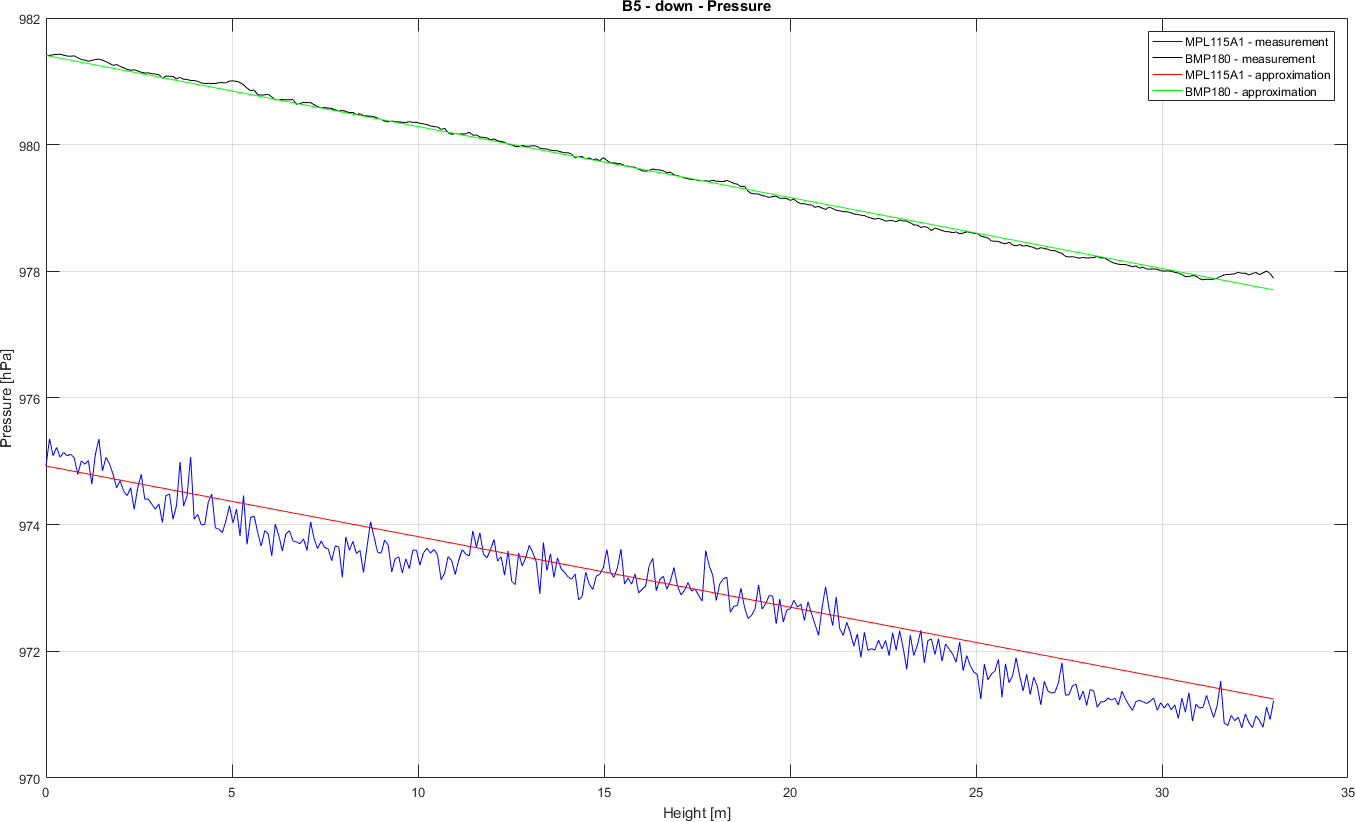 B5 - down - Pressure
982
980
978
976
974
972
970
Pressure [hPa]
0 5 10 15 20 25 30 35
Height [m]
MPL115A1 - measurement
BMP180 - measurement
MPL115A1 - approximation
BMP180 - approximation